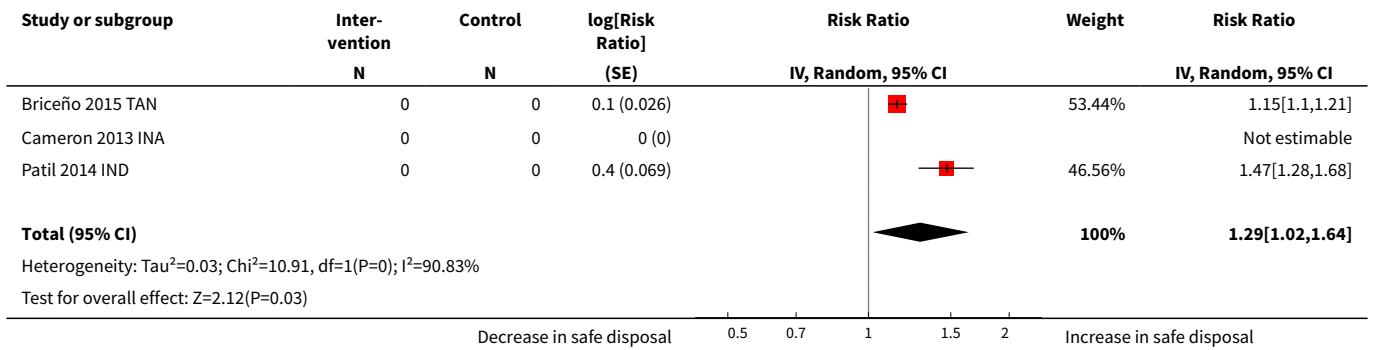 Study or subgroup Inter- Control log[Risk Risk Ratio Weight Risk Ratio
vention Ratio]
N N (SE) IV, Random, 95% CI IV, Random, 95% CI
Briceño 2015 TAN 0 0 0.1 (0.026) 53.44% 1.15[1.1,1.21]
Cameron 2013 INA 0 0 0 (0) Not estimable
Patil 2014 IND 0 0 0.4 (0.069) 46.56% 1.47[1.28,1.68]
Total (95% CI) 100% 1.29[1.02,1.64]
Heterogeneity: Tau²=0.03; Chi²=10.91, df=1(P=0); I²=90.83%
Test for overall effect: Z=2.12(P=0.03)
Decrease in safe disposal 0.5 0.7 1 1.5 2 Increase in safe disposal